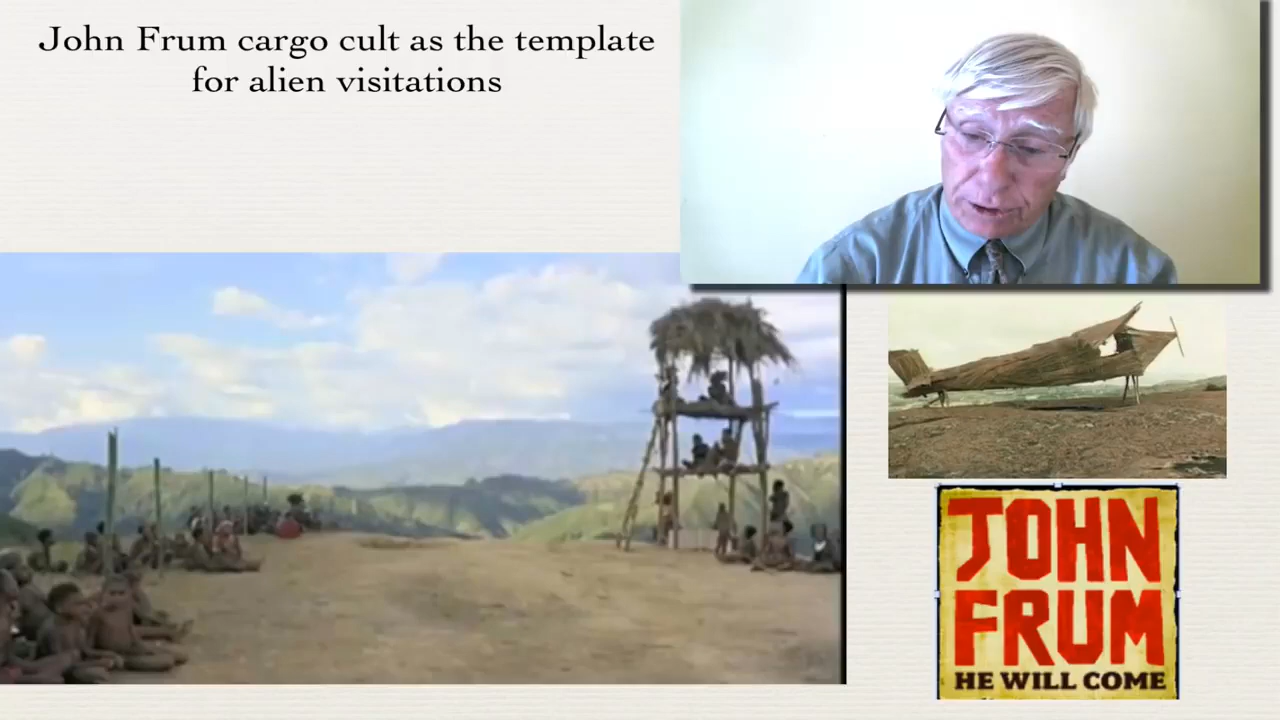 John Frum cargo cult as the template
for alien visitations
JOHN
FRUM
HE WILL COME